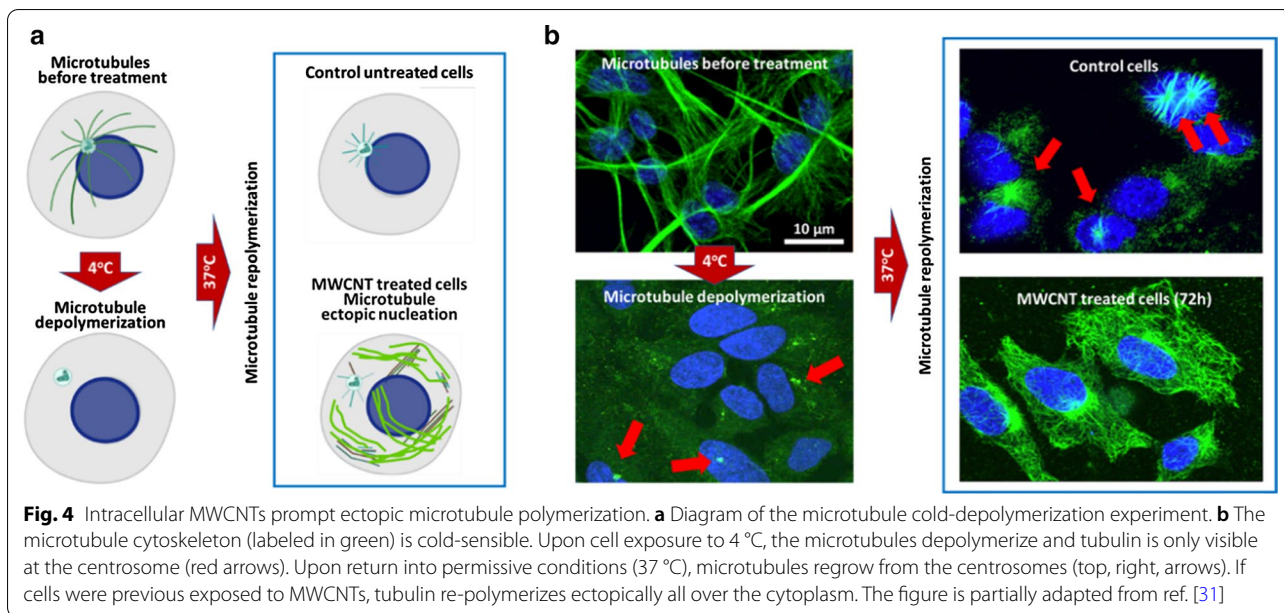 a
Microtubules
before treatment
4°C
Microtubule
depolymerization
37°C
Microtubule repolymerization
Control untreated cells
MWCNT treated cells
Microtubule
ectopic nucleation
b
Microtubules before treatment
10 µm
4°C
Microtubule depolymerization
37°C
Microtubule repolymerization
Control cells
MWCNT treated cells (72h)
Fig. 4 Intracellular MWCNTs prompt ectopic microtubule polymerization. a Diagram of the microtubule cold-depolymerization experiment. b The
microtubule cytoskeleton (labeled in green) is cold-sensible. Upon cell exposure to 4 °C, the microtubules depolymerize and tubulin is only visible
at the centrosome (red arrows). Upon return into permissive conditions (37 °C), microtubules regrow from the centrosomes (top, right, arrows). If
cells were previous exposed to MWCNTs, tubulin re-polymerizes ectopically all over the cytoplasm. The figure is partially adapted from ref. [31]